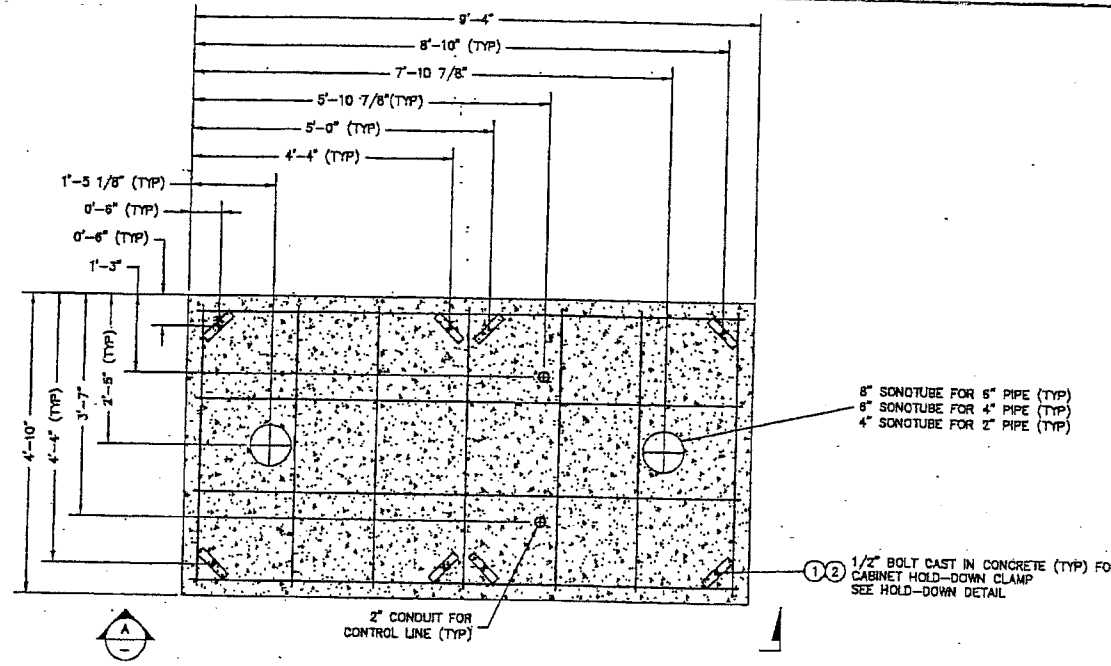 9'-4"
8'-10" (TYP)
7'-10 7/8"
5'-10 7/8"(TYP)
5'-0" (TYP)
4'-4" (TYP)
1'-5 1/8" (TYP)
0'-6" (TYP)
0'-6" (TYP)
1'-3"
4'-10"
4'-4" (TYP)
3'-7"
2'-5" (TYP)
8" SONOTUBE FOR 6" PIPE (TYP)
6" SONOTUBE FOR 4" PIPE (TYP)
4" SONOTUBE FOR 2" PIPE (TYP)
1 2 1/2" BOLT CAST IN CONCRETE (TYP) FO
CABINET HOLD-DOWN CLAMP
SEE HOLD-DOWN DETAIL
2" CONDUIT FOR
CONTROL LINE (TYP)
A
-